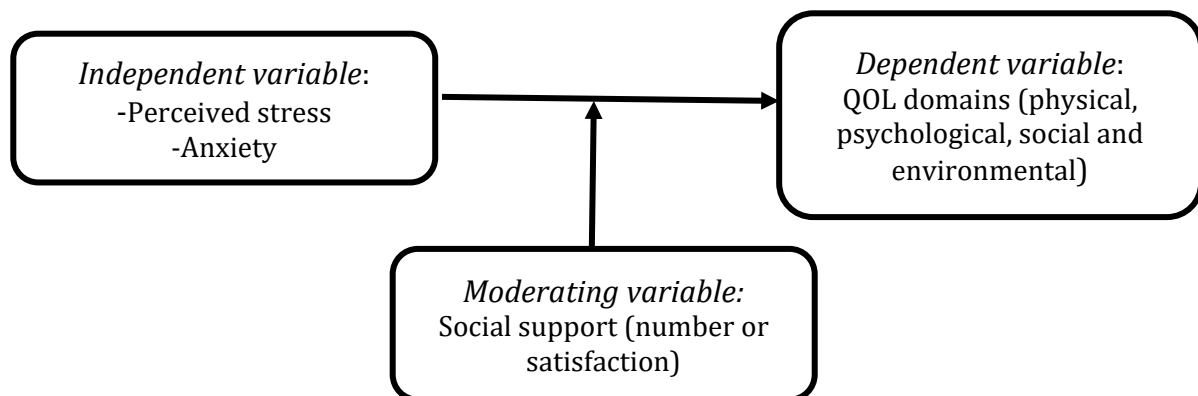 Independent variable:
-Perceived stress
-Anxiety
Dependent variable:
QOL domains (physical,
psychological, social and
environmental)
Moderating variable:
Social support (number or
satisfaction)